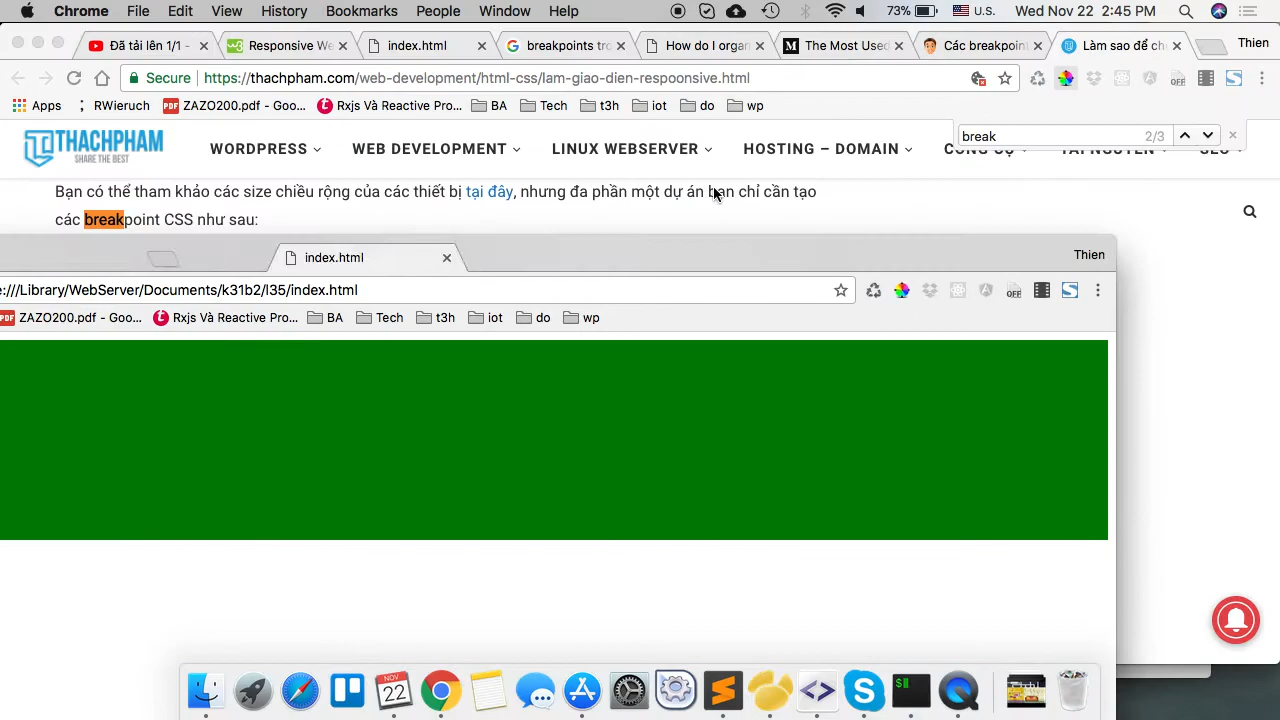 Chrome File Edit View History Bookmarks People Window Help 73% U.S. Wed Nov 22 2:45 PM
Đã tải lên 1/1 - Responsive We index.html breakpoints tro How do I organ The Most Used Các breakpoin Làm sao để ch Thien
Secure https://thachpham.com/web-development/html-css/lam-giao-dien-respoonsive.html OFF
Apps RWieruch PDF ZAZO200.pdf - Goo... Rxjs Và Reactive Pro... BA Tech t3h iot do wp
break 2/3
THACHPHAM
SHARE THE BEST
WORDPRESS WEB DEVELOPMENT LINUX WEBSERVER HOSTING – DOMAIN CÔNG CỤ TÀI NGUYÊN SEO
Bạn có thể tham khảo các size chiều rộng của các thiết bị tại đây, nhưng đa phần một dự án bạn chỉ cần tạo
các breakpoint CSS như sau:
index.html Thien
e:///Library/WebServer/Documents/k31b2/l35/index.html OFF
PDF ZAZO200.pdf - Goo... Rxjs Và Reactive Pro... BA Tech t3h iot do wp
NOV
22